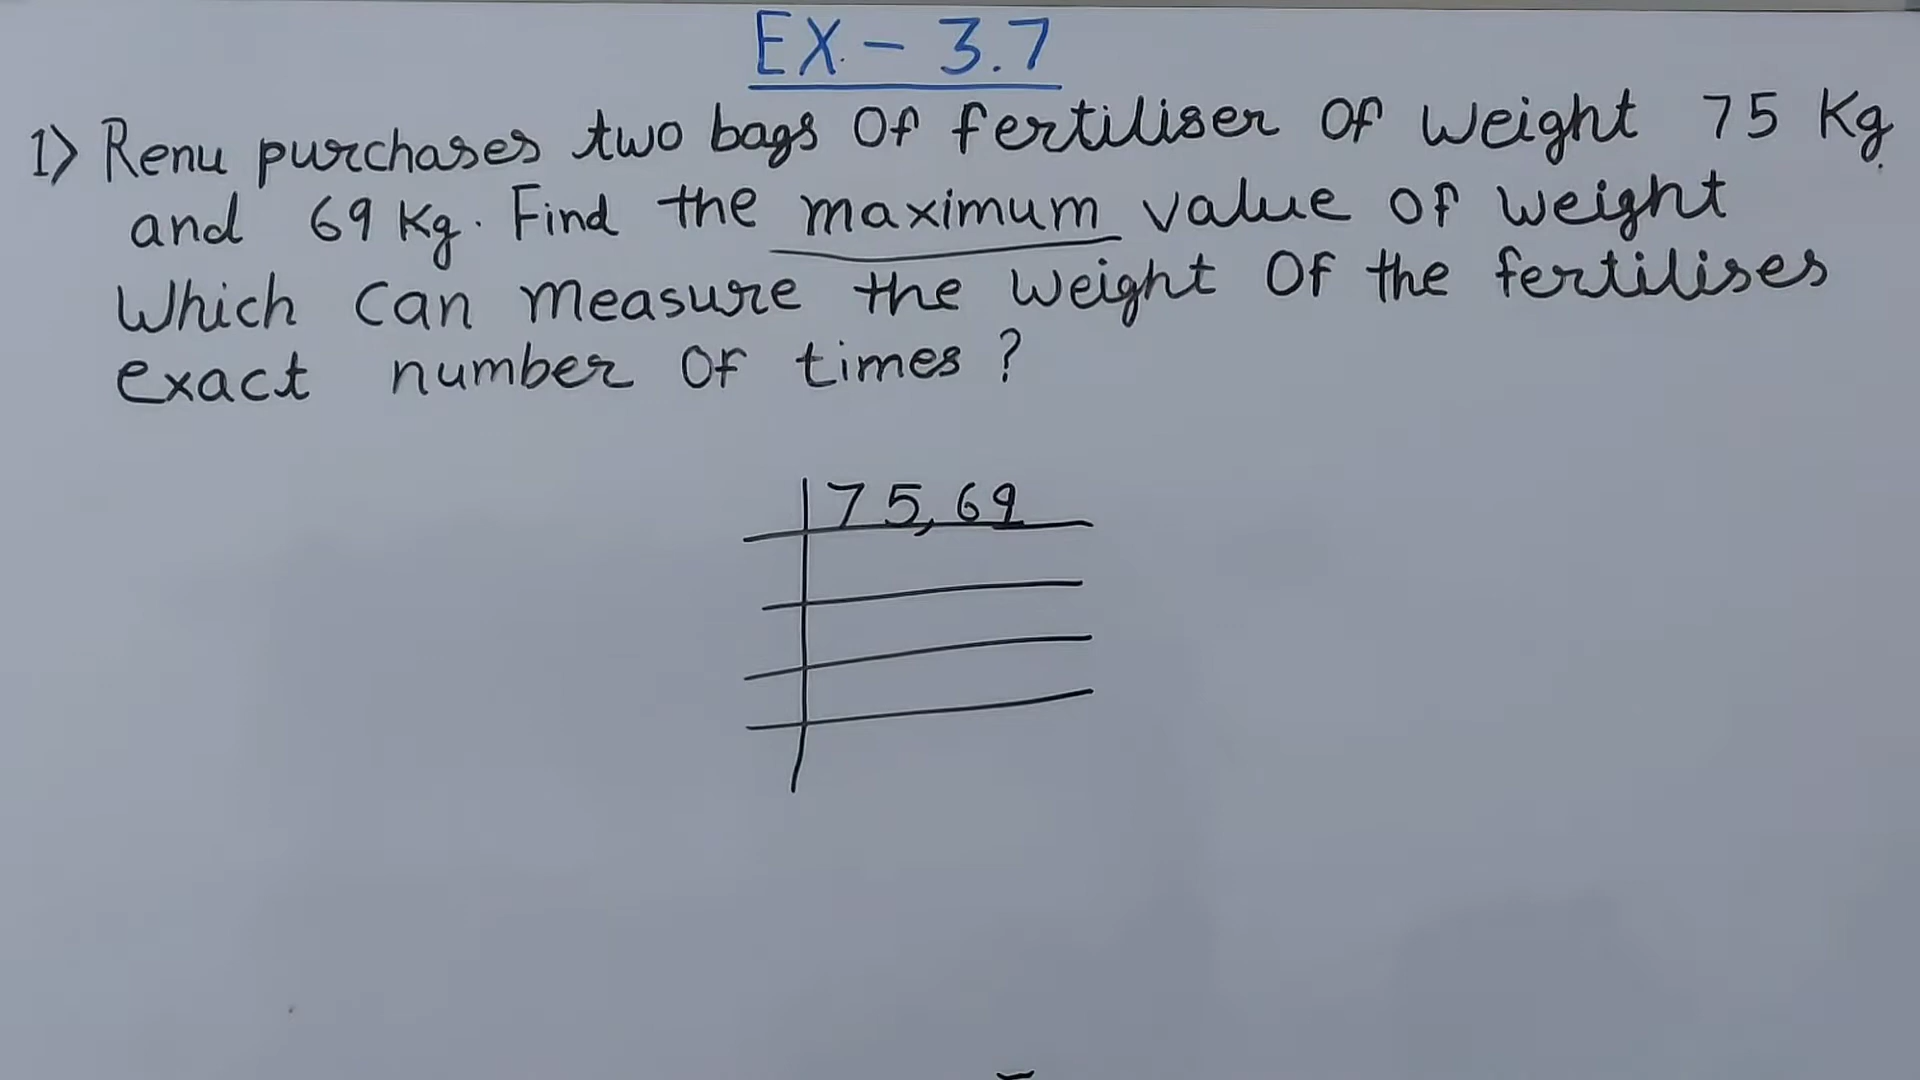 EX - 3.7
1) Renu purchases two bags Of fertiliser Of Weight 75 Kg
and 69 Kg. Find the maximum value of weight
Which Can measure the Weight Of the fertilises
exact number Of times ?
75, 69